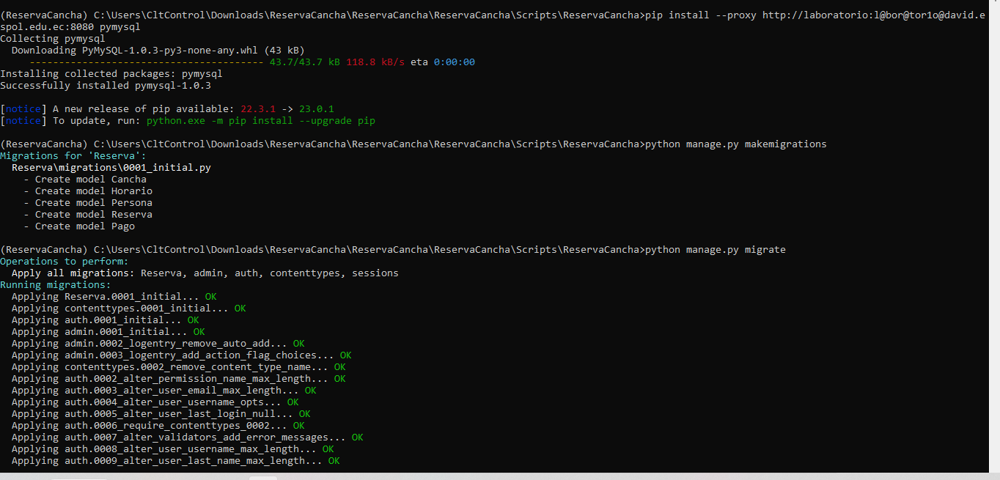 (ReservaCancha) C:\Users\CltControl\Downloads\ReservaCancha\ReservaCancha\ReservaCancha\Scripts\ReservaCancha>pip install --proxy http://laboratorio:l@bor@tor1o@david.e
spol.edu.ec:8080 pymysql
Collecting pymysql
  Downloading PyMySQL-1.0.3-py3-none-any.whl (43 kB)
     ---------------------------------------- 43.7/43.7 kB 118.8 kB/s eta 0:00:00
Installing collected packages: pymysql
Successfully installed pymysql-1.0.3
[notice] A new release of pip available: 22.3.1 -> 23.0.1
[notice] To update, run: python.exe -m pip install --upgrade pip
(ReservaCancha) C:\Users\CltControl\Downloads\ReservaCancha\ReservaCancha\ReservaCancha\Scripts\ReservaCancha>python manage.py makemigrations
Migrations for 'Reserva':
  Reserva\migrations\0001_initial.py
    - Create model Cancha
    - Create model Horario
    - Create model Persona
    - Create model Reserva
    - Create model Pago
(ReservaCancha) C:\Users\CltControl\Downloads\ReservaCancha\ReservaCancha\ReservaCancha\Scripts\ReservaCancha>python manage.py migrate
Operations to perform:
  Apply all migrations: Reserva, admin, auth, contenttypes, sessions
Running migrations:
  Applying Reserva.0001_initial... OK
  Applying contenttypes.0001_initial... OK
  Applying auth.0001_initial... OK
  Applying admin.0001_initial... OK
  Applying admin.0002_logentry_remove_auto_add... OK
  Applying admin.0003_logentry_add_action_flag_choices... OK
  Applying contenttypes.0002_remove_content_type_name... OK
  Applying auth.0002_alter_permission_name_max_length... OK
  Applying auth.0003_alter_user_email_max_length... OK
  Applying auth.0004_alter_user_username_opts... OK
  Applying auth.0005_alter_user_last_login_null... OK
  Applying auth.0006_require_contenttypes_0002... OK
  Applying auth.0007_alter_validators_add_error_messages... OK
  Applying auth.0008_alter_user_username_max_length... OK
  Applying auth.0009_alter_user_last_name_max_length... OK